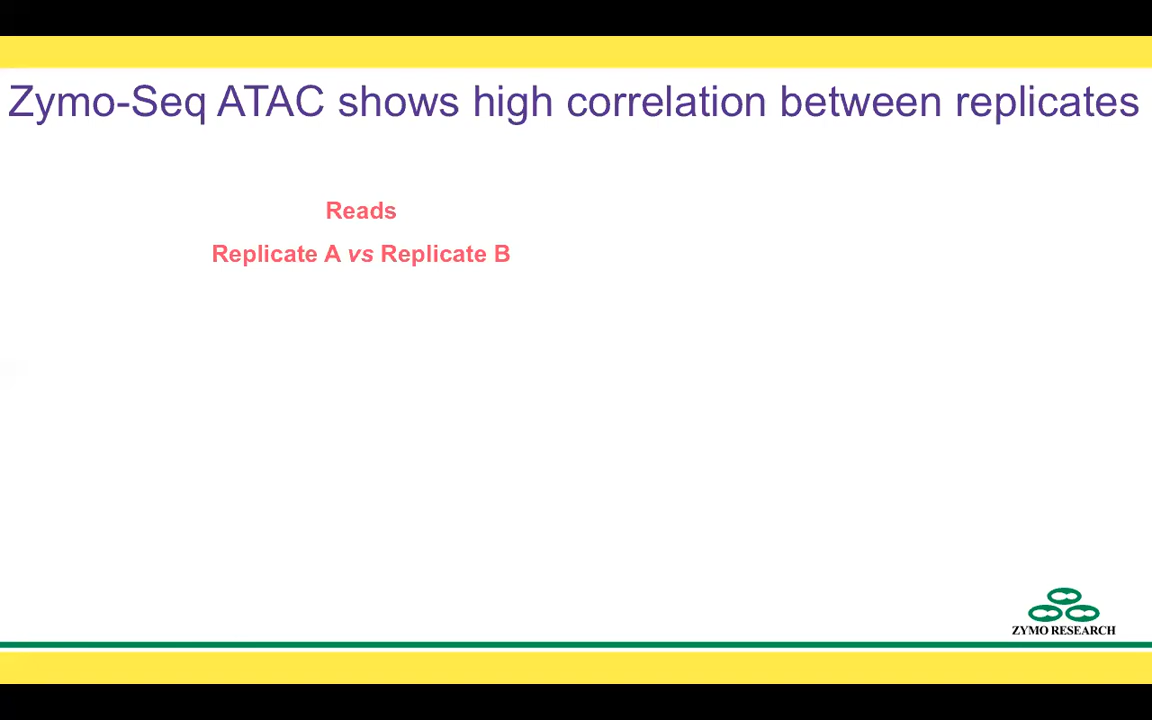 Zymo-Seq ATAC shows high correlation between replicates
Reads
Replicate A vs Replicate B
ZYMO RESEARCH